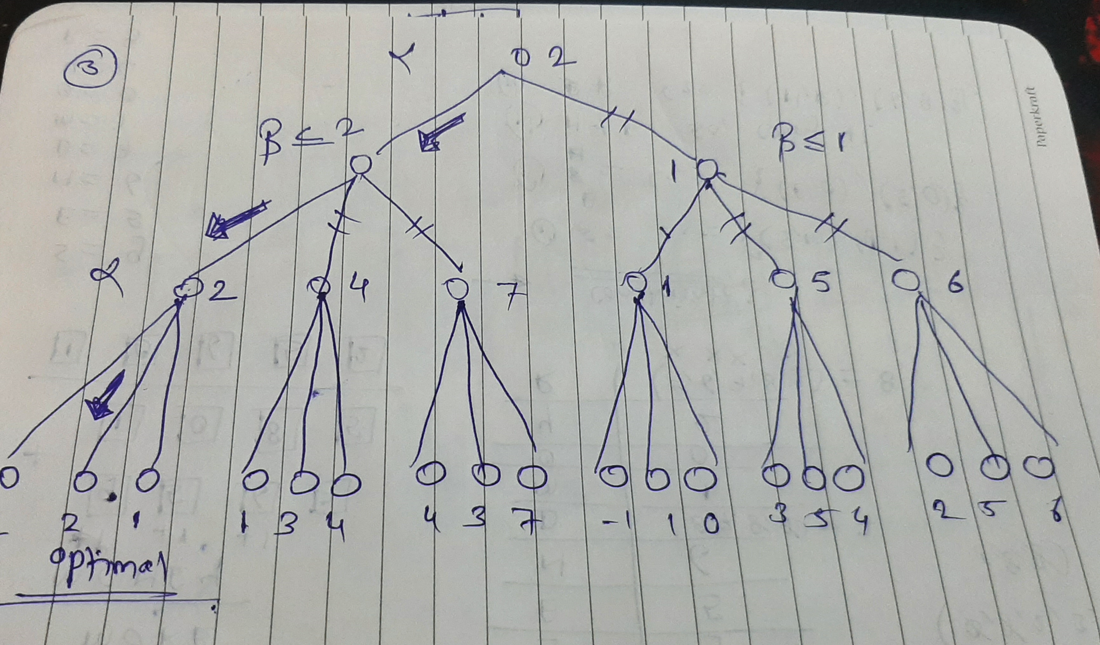 3
α 2
β ≤ 2
1 β ≤ 1
α 2 4 7 1 5 6
2 1 1 3 4 4 3 7 -1 1 0 3 5 4 2 5 6
optimal
Paperkraft